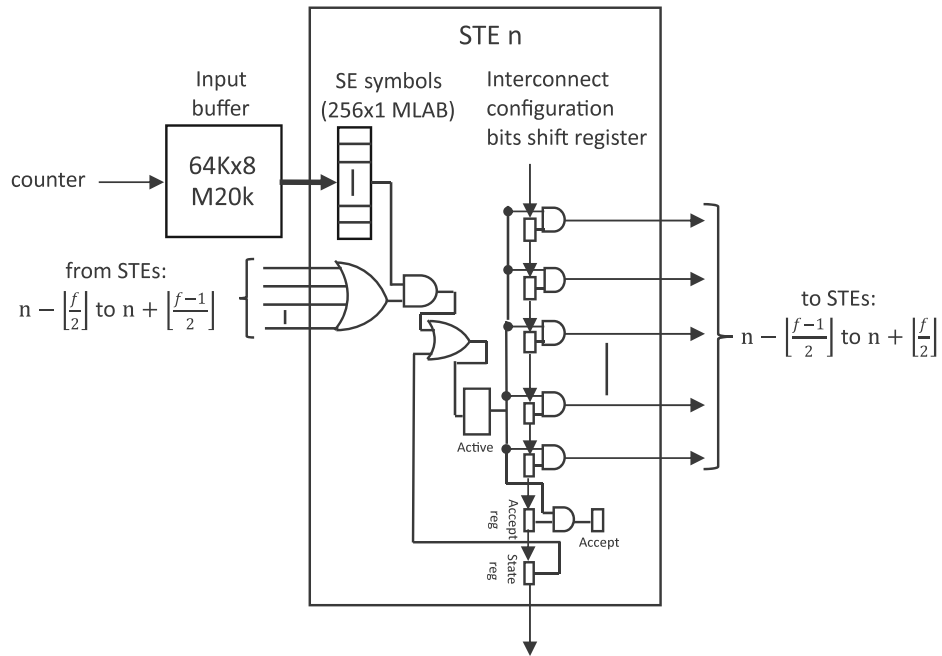 STE n
Input
buffer
SE symbols
(256x1 MLAB)
Interconnect
configuration
bits shift register
counter
64Kx8
M20k
from STEs:
n − ⌊f/2⌋ to n + ⌊f−1/2⌋
to STEs:
n − ⌊f−1/2⌋ to n + ⌊f/2⌋
Active
Accept
reg
Accept
State
reg